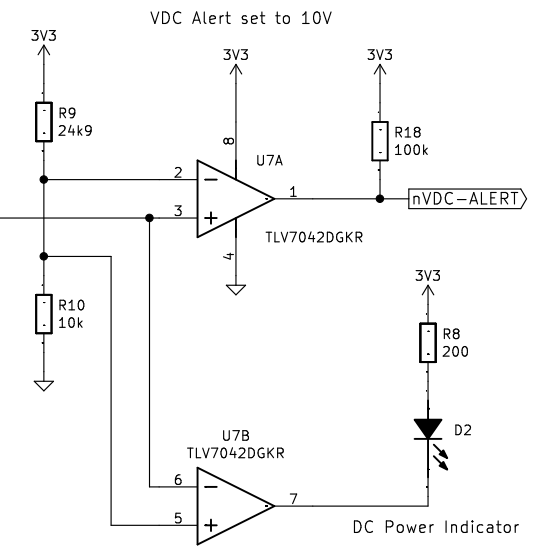 VDC Alert set to 10V
3V3
3V3
3V3
R9
24k9
8
U7A
R18
100k
2
−
1
nVDC-ALERT
3
+
TLV7042DGKR
4
3V3
R10
10k
R8
200
D2
U7B
TLV7042DGKR
6
−
7
5
+
DC Power Indicator